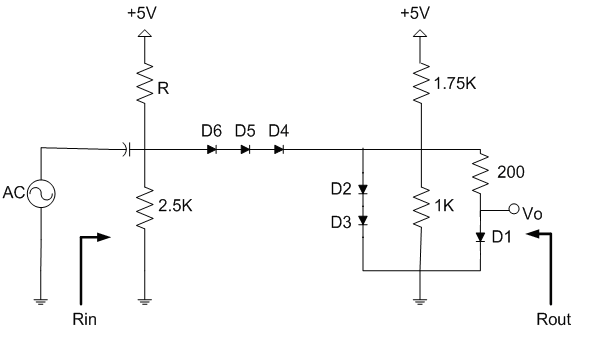 +5V
+5V
R
1.75K
D6 D5 D4
AC
2.5K
D2
D3
1K
200
Vo
D1
Rin
Rout